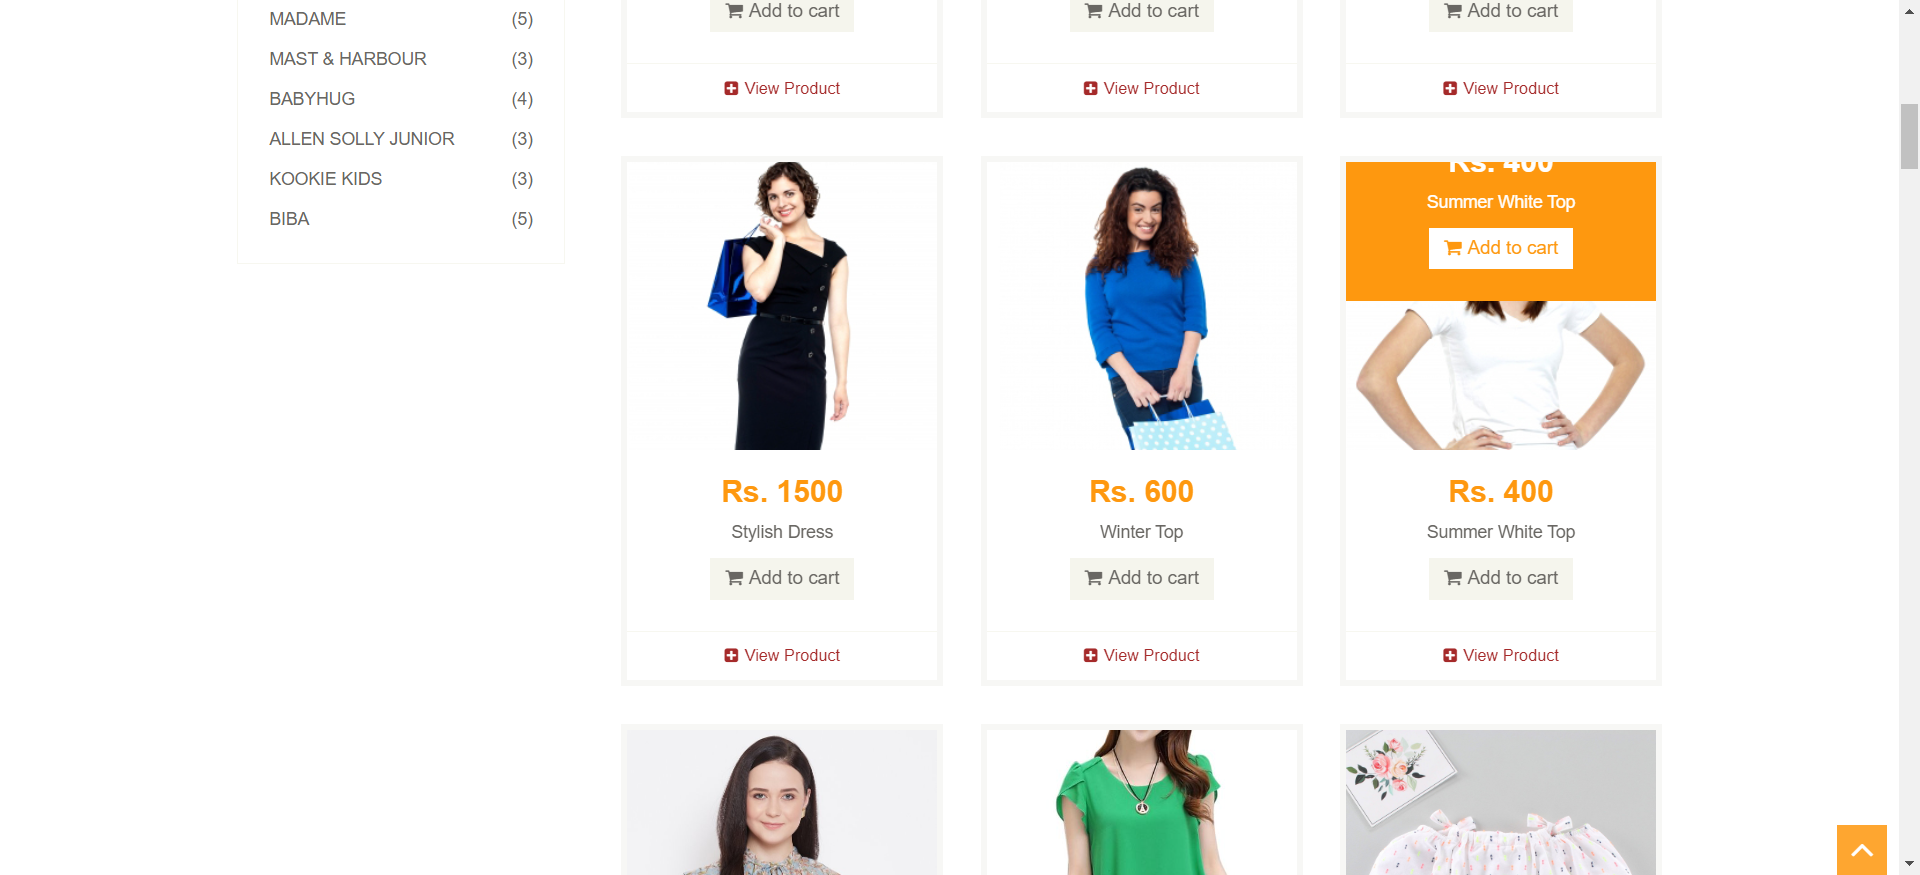 MADAME (5)
MAST & HARBOUR (3)
BABYHUG (4)
ALLEN SOLLY JUNIOR (3)
KOOKIE KIDS (3)
BIBA (5)
Add to cart
Add to cart
Add to cart
View Product
View Product
View Product
Rs. 400
Summer White Top
Add to cart
Rs. 1500
Stylish Dress
Add to cart
View Product
Rs. 600
Winter Top
Add to cart
View Product
Rs. 400
Summer White Top
Add to cart
View Product